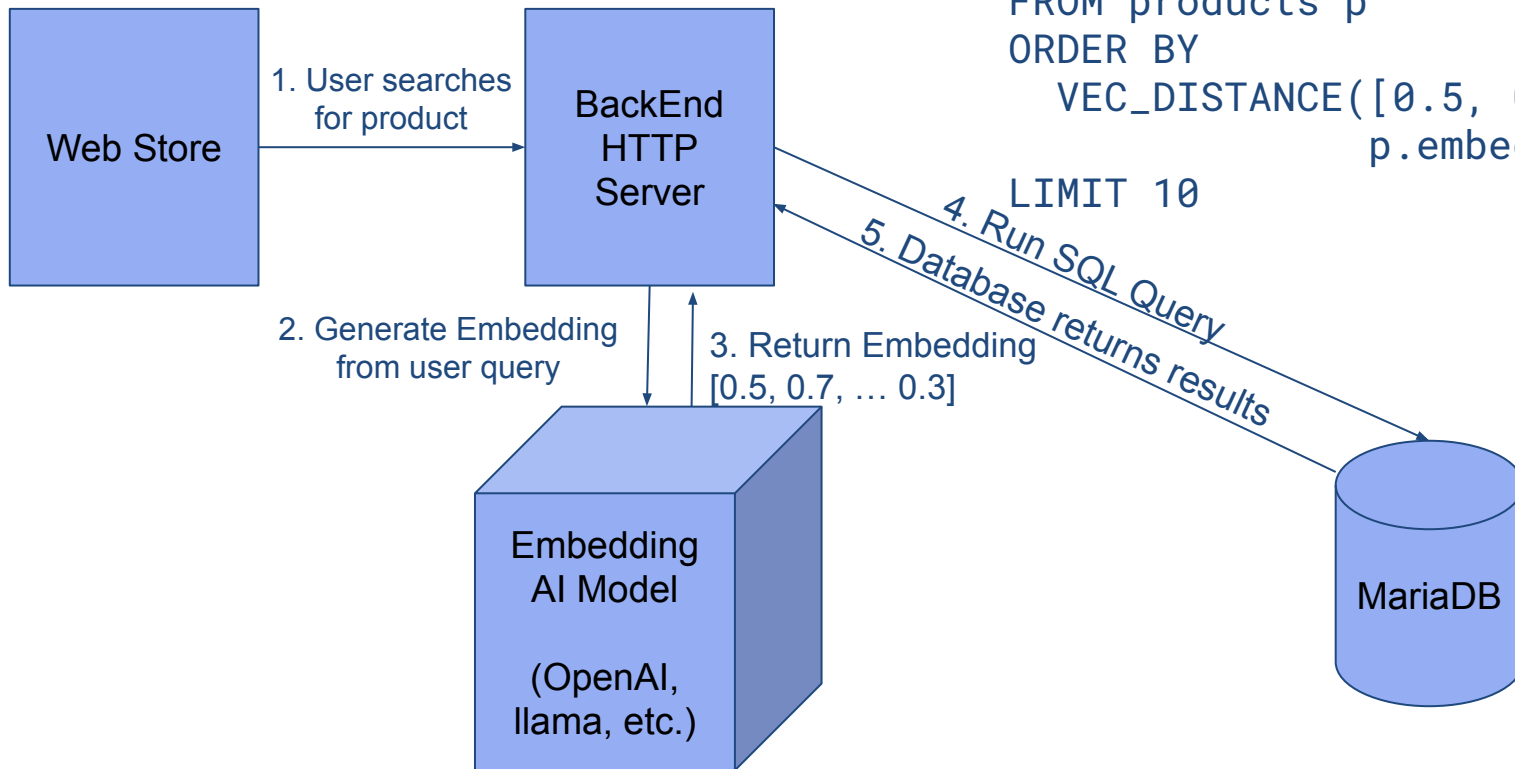 FROM products p
ORDER BY
VEC_DISTANCE([0.5,
LIMIT 10
Web Store
1. User searches
for product
BackEnd
HTTP
Server
4. Run SQL Query
5. Database returns results
2. Generate Embedding
from user query
3. Return Embedding
[0.5, 0.7, … 0.3]
Embedding
AI Model
(OpenAI,
llama, etc.)
MariaDB